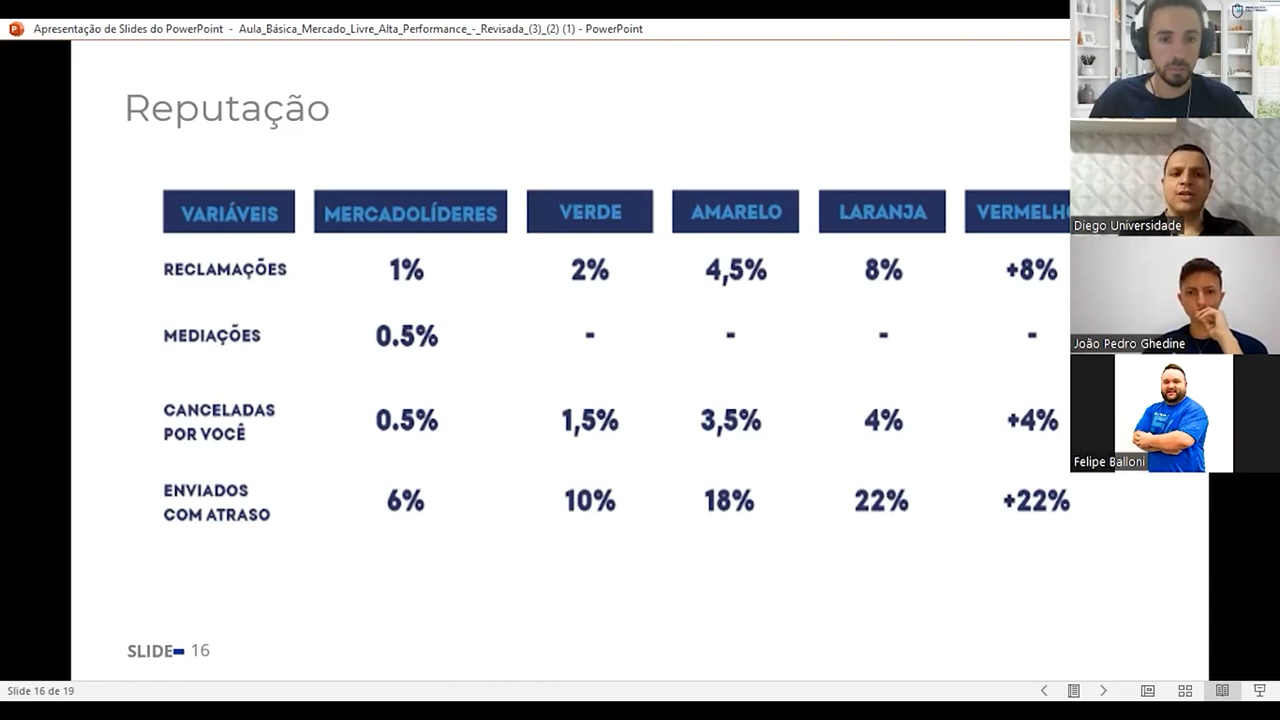 Apresentação de Slides do PowerPoint - Aula_Básica_Mercado_Livre_Alta_Performance_-_Revisada_(3)_(2) (1) - PowerPoint
Reputação
VARIÁVEIS MERCADOLÍDERES VERDE AMARELO LARANJA VERMELHO
RECLAMAÇÕES 1% 2% 4,5% 8% +8%
MEDIAÇÕES 0.5% - - - -
CANCELADAS
POR VOCÊ 0.5% 1,5% 3,5% 4% +4%
ENVIADOS
COM ATRASO 6% 10% 18% 22% +22%
SLIDE 16
Slide 16 de 19
Diego Universidade
João Pedro Ghedine
Felipe Balloni